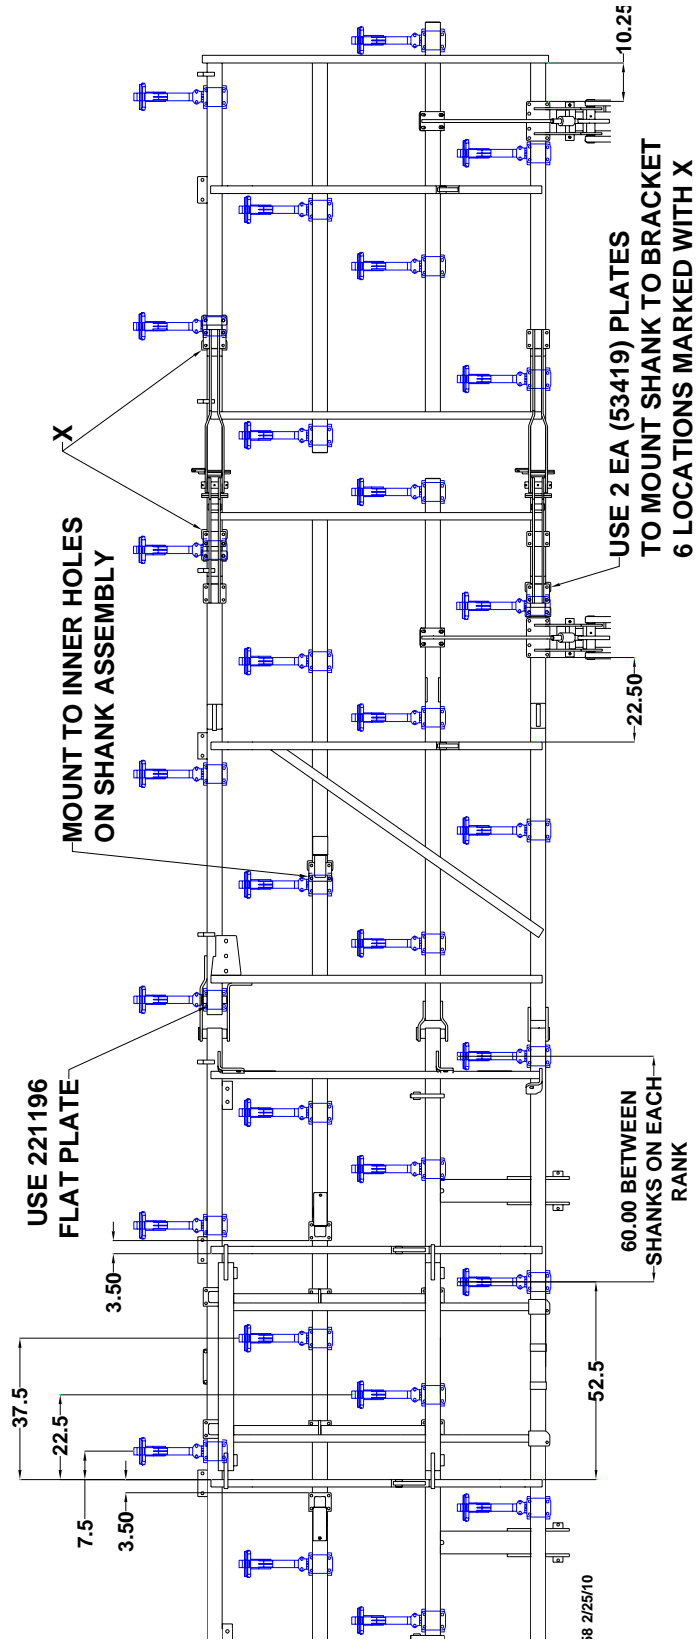 10.25
X
USE 2 EA (53419) PLATES
TO MOUNT SHANK TO BRACKET
6 LOCATIONS MARKED WITH X
MOUNT TO INNER HOLES
ON SHANK ASSEMBLY
22.50
USE 221196
FLAT PLATE
60.00 BETWEEN
SHANKS ON EACH
RANK
3.50
37.5
22.5
52.5
7.5
3.50
2/25/10